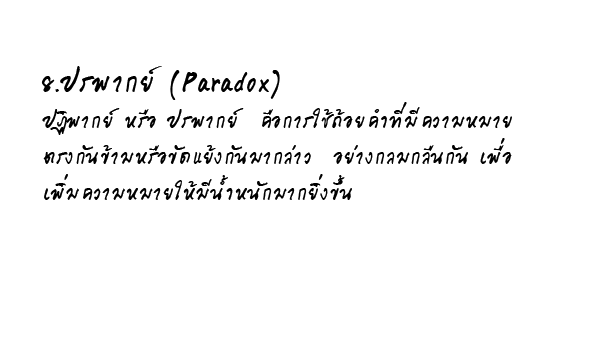 ๕.ปรพากย์ (Paradox)
ปฏิพากย์ หรือ ปรพากย์ คือการใช้ถ้อยคำที่มีความหมาย
ตรงกันข้ามหรือขัดแย้งกันมากล่าว อย่างกลมกลืนกัน เพื่อ
เพิ่มความหมายให้มีน้ำหนักมากยิ่งขึ้น